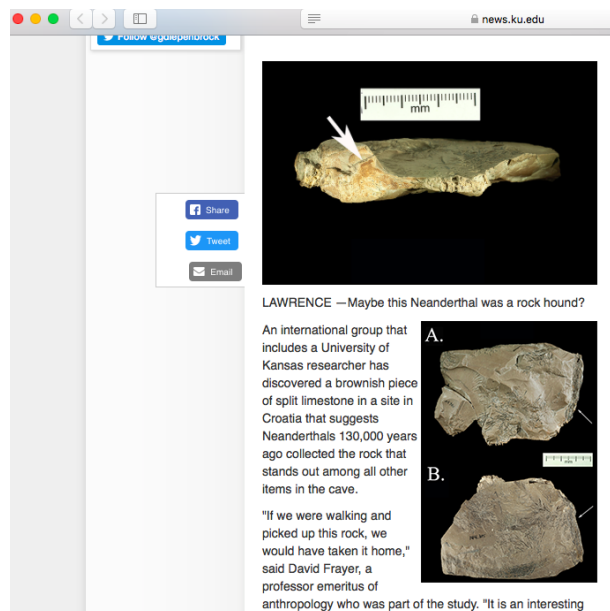 news.ku.edu
Follow @gdiepenbrock
mm
Share
Tweet
Email
LAWRENCE —Maybe this Neanderthal was a rock hound?
An international group that
includes a University of
Kansas researcher has
discovered a brownish piece
of split limestone in a site in
Croatia that suggests
Neanderthals 130,000 years
ago collected the rock that
stands out among all other
items in the cave.
A.
mm
B.
"If we were walking and
picked up this rock, we
would have taken it home,"
said David Frayer, a
professor emeritus of
anthropology who was part of the study. "It is an interesting